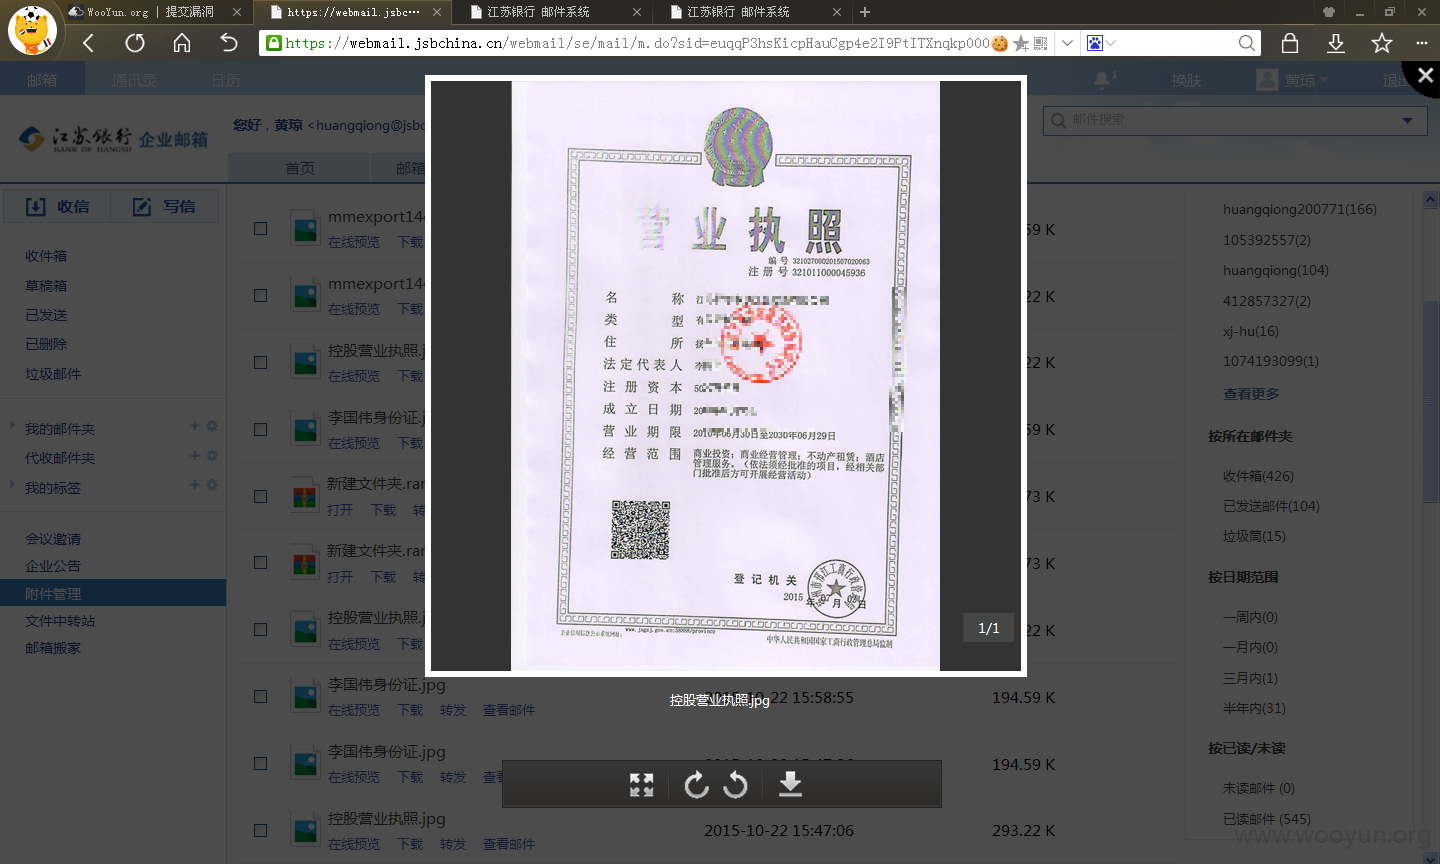 WooYun.org | 提交漏洞
https://webmail.jsbc⋯
江苏银行 邮件系统
江苏银行 邮件系统
https://webmail.jsbchina.cn/webmail/se/mail/m.do?sid=euqqP3hsKicpHauCgp4e2I9PtITXnqkp000
邮箱 通讯录 日历
1 换肤 黄琼 退出
江苏银行 企业邮箱
BANK OF JIANGSU
您好，黄琼 <huangqiong@jsbc
邮件搜索
首页 邮箱
收信 写信
收件箱
草稿箱
已发送
已删除
垃圾邮件
我的邮件夹
代收邮件夹
我的标签
会议邀请
企业公告
附件管理
文件中转站
邮箱搬家
mmexport14
59 K
在线预览 下载
mmexport14
22 K
在线预览 下载
控股营业执照.j
22 K
在线预览 下载
李国伟身份证.j
59 K
在线预览 下载
新建文件夹.rar
73 K
打开 下载 转
新建文件夹.rar
73 K
打开 下载 转
控股营业执照.j
22 K
在线预览 下载
李国伟身份证.jpg
2015-10-22 15:58:55
194.59 K
在线预览 下载 转发 查看邮件
李国伟身份证.jpg
194.59 K
在线预览 下载 转发 查看
控股营业执照.jpg
2015-10-22 15:47:06
293.22 K
在线预览 下载 转发 查看邮件
营业执照
编号 321027000201507020063
注册号 321011000045936
名称
类型
住所
法定代表人
注册资本
成立日期
营业期限 2010年06月30日至2030年06月29日
经营范围 商业投资；商业经营管理；不动产租赁；酒店
管理服务。（依法须经批准的项目，经相关部
门批准后方可开展经营活动）
登记机关
2015 年 07 月 02 日
企业信用信息公示系统网址：
www.jsgsj.gov.cn:58888/province
中华人民共和国国家工商行政管理总局监制
1/1
控股营业执照.jpg
huangqiong200771(166)
105392557(2)
huangqiong(104)
412857327(2)
xj-hu(16)
1074193099(1)
查看更多
按所在邮件夹
收件箱(426)
已发送邮件(104)
垃圾筒(15)
按日期范围
一周内(0)
一月内(0)
三月内(1)
半年内(31)
按已读/未读
未读邮件 (0)
已读邮件 (545)
www.wooyun.org